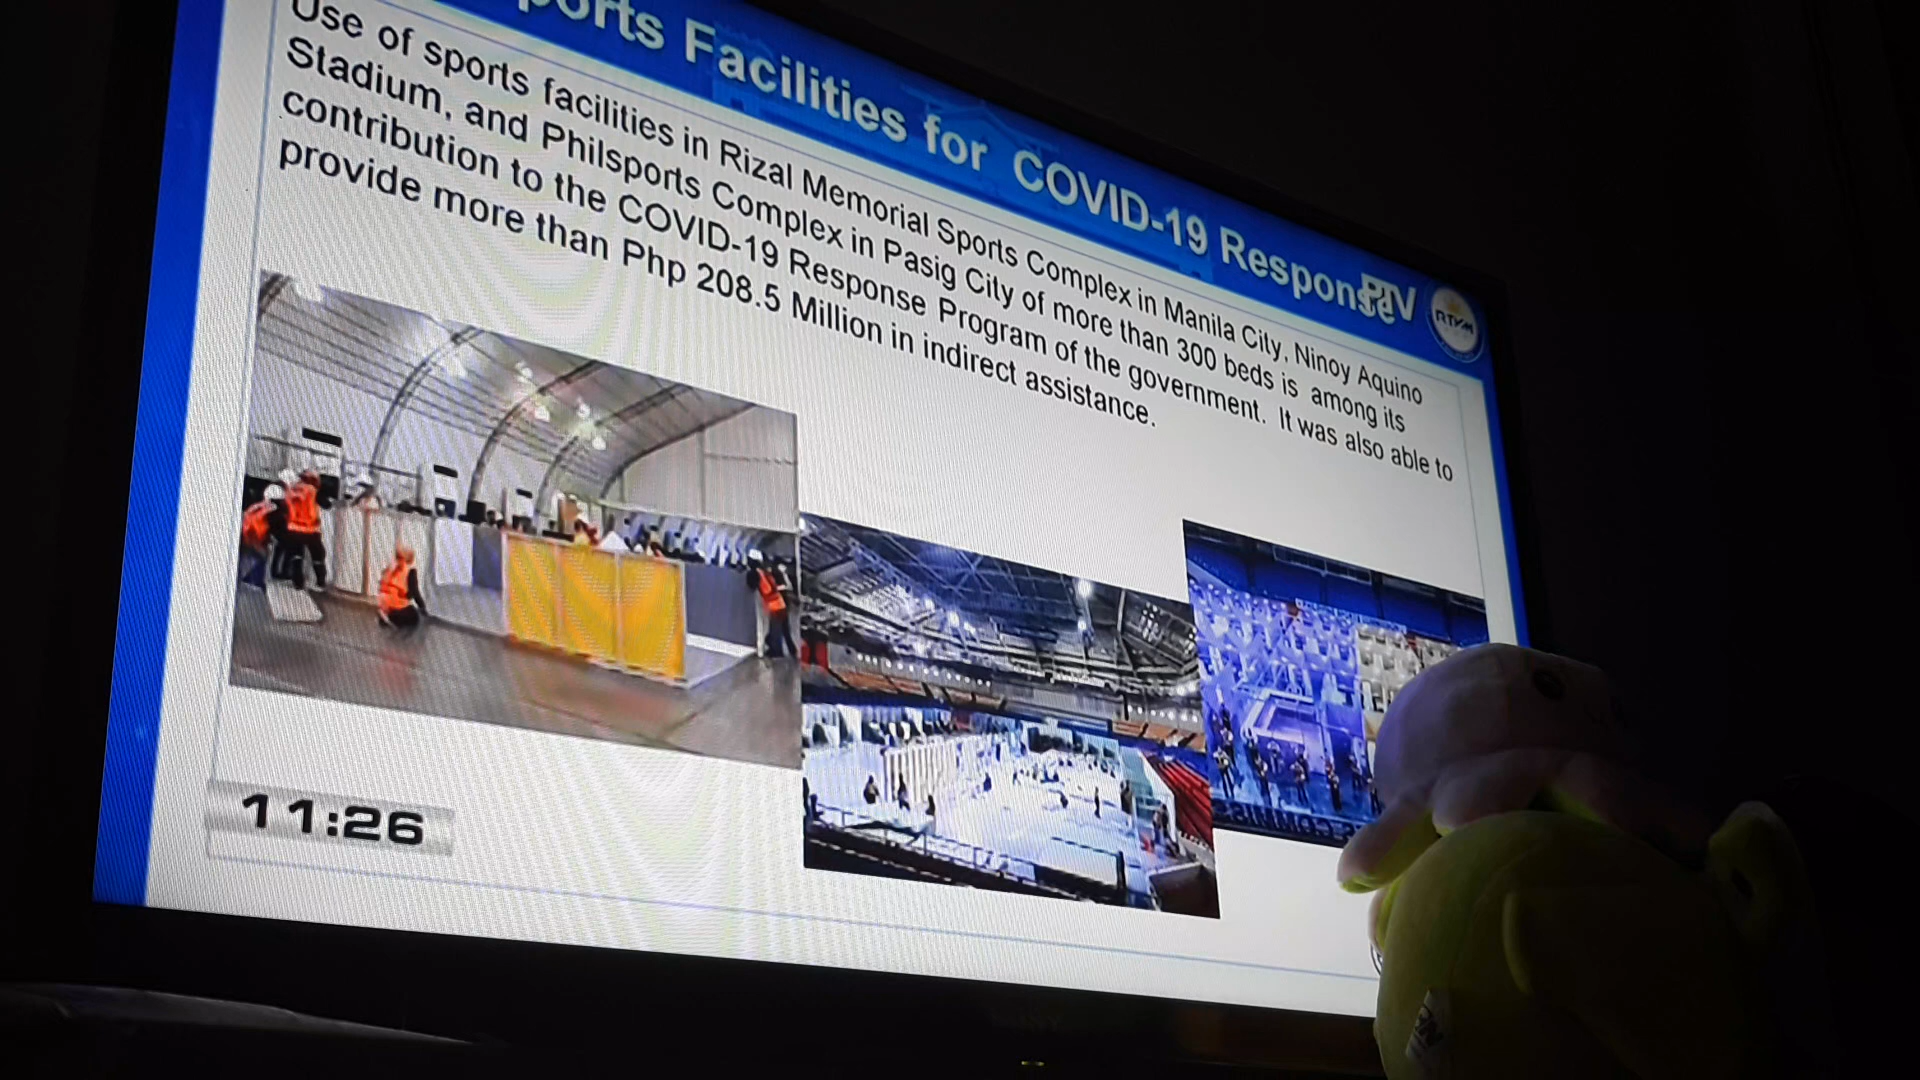 orts Facilities for COVID-19 Response
PTV
RTVM
Use of sports facilities in Rizal Memorial Sports Complex in Manila City, Ninoy Aquino
Stadium, and Philsports Complex in Pasig City of more than 300 beds is among its
contribution to the COVID-19 Response Program of the government. It was also able to
provide more than Php 208.5 Million in indirect assistance.
11:26